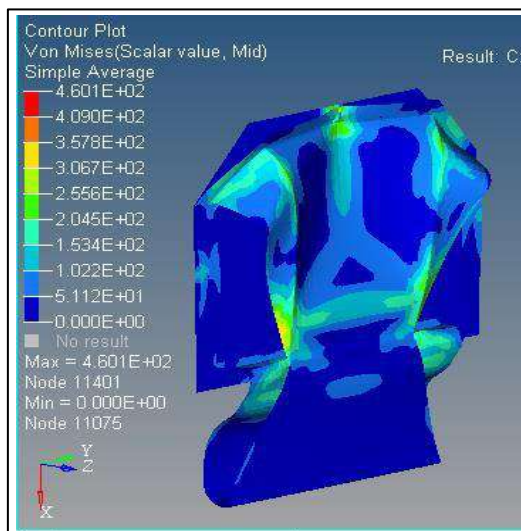 Contour Plot
Von Mises(Scalar value, Mid)
Simple Average
Result: C:
4.601E+02
4.090E+02
3.578E+02
3.067E+02
2.556E+02
2.045E+02
1.534E+02
1.022E+02
5.112E+01
0.000E+00
No result
Max = 4.601E+02
Node 11401
Min = 0.000E+00
Node 11075
Y
Z
X